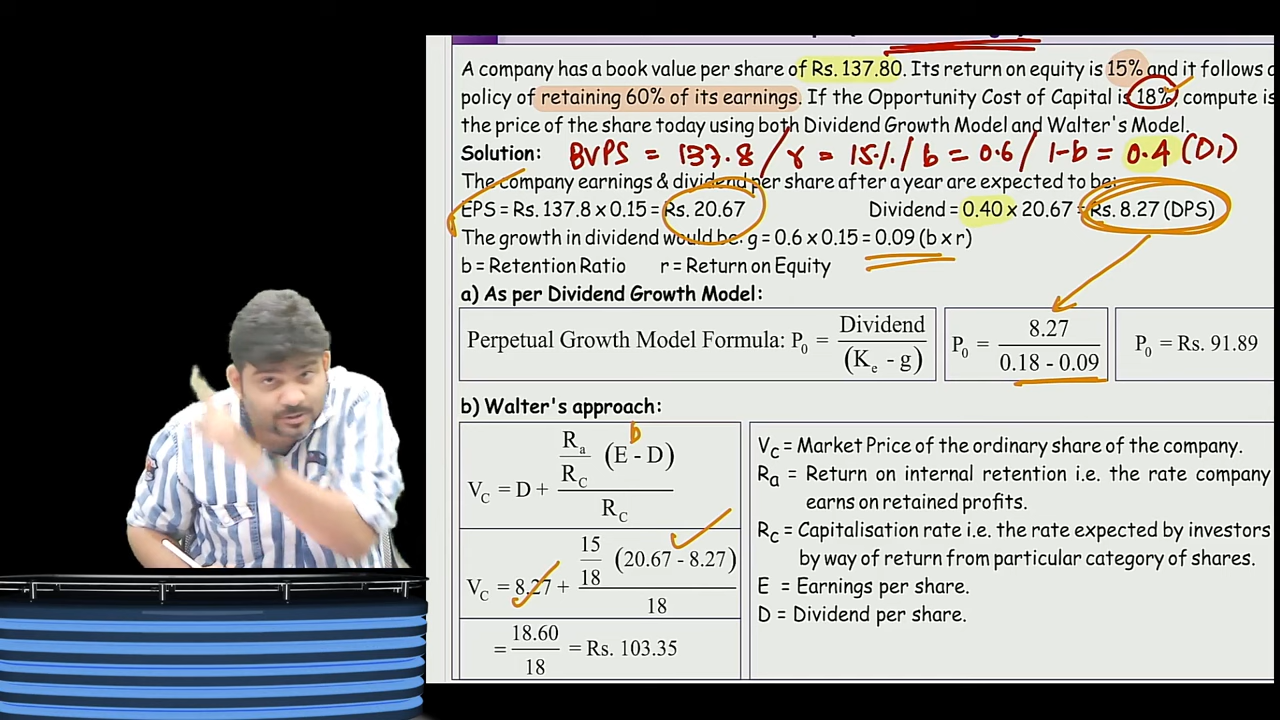 A company has a book value per share of Rs. 137.80. Its return on equity is 15% and it follows
policy of retaining 60% of its earnings. If the Opportunity Cost of Capital is 18%, compute is
the price of the share today using both Dividend Growth Model and Walter's Model.
Solution: BVPS = 137.8 / r = 15% / b = 0.6 / 1-b = 0.4 (D1)
The company earnings & dividend per share after a year are expected to be:
EPS = Rs. 137.8 x 0.15 = Rs. 20.67 Dividend = 0.40 x 20.67 = Rs. 8.27 (DPS)
The growth in dividend would be: g = 0.6 x 0.15 = 0.09 (b x r)
b = Retention Ratio r = Return on Equity
a) As per Dividend Growth Model:
Perpetual Growth Model Formula: P0 = Dividend / (Ke - g) P0 = 8.27 / 0.18 - 0.09 P0 = Rs. 91.89
b) Walter's approach:
b
VC = D + Ra / RC (E - D) / RC
VC = 8.27 + 15 / 18 (20.67 - 8.27) / 18
= 18.60 / 18 = Rs. 103.35
VC = Market Price of the ordinary share of the company.
Ra = Return on internal retention i.e. the rate company
earns on retained profits.
RC = Capitalisation rate i.e. the rate expected by investors
by way of return from particular category of shares.
E = Earnings per share.
D = Dividend per share.